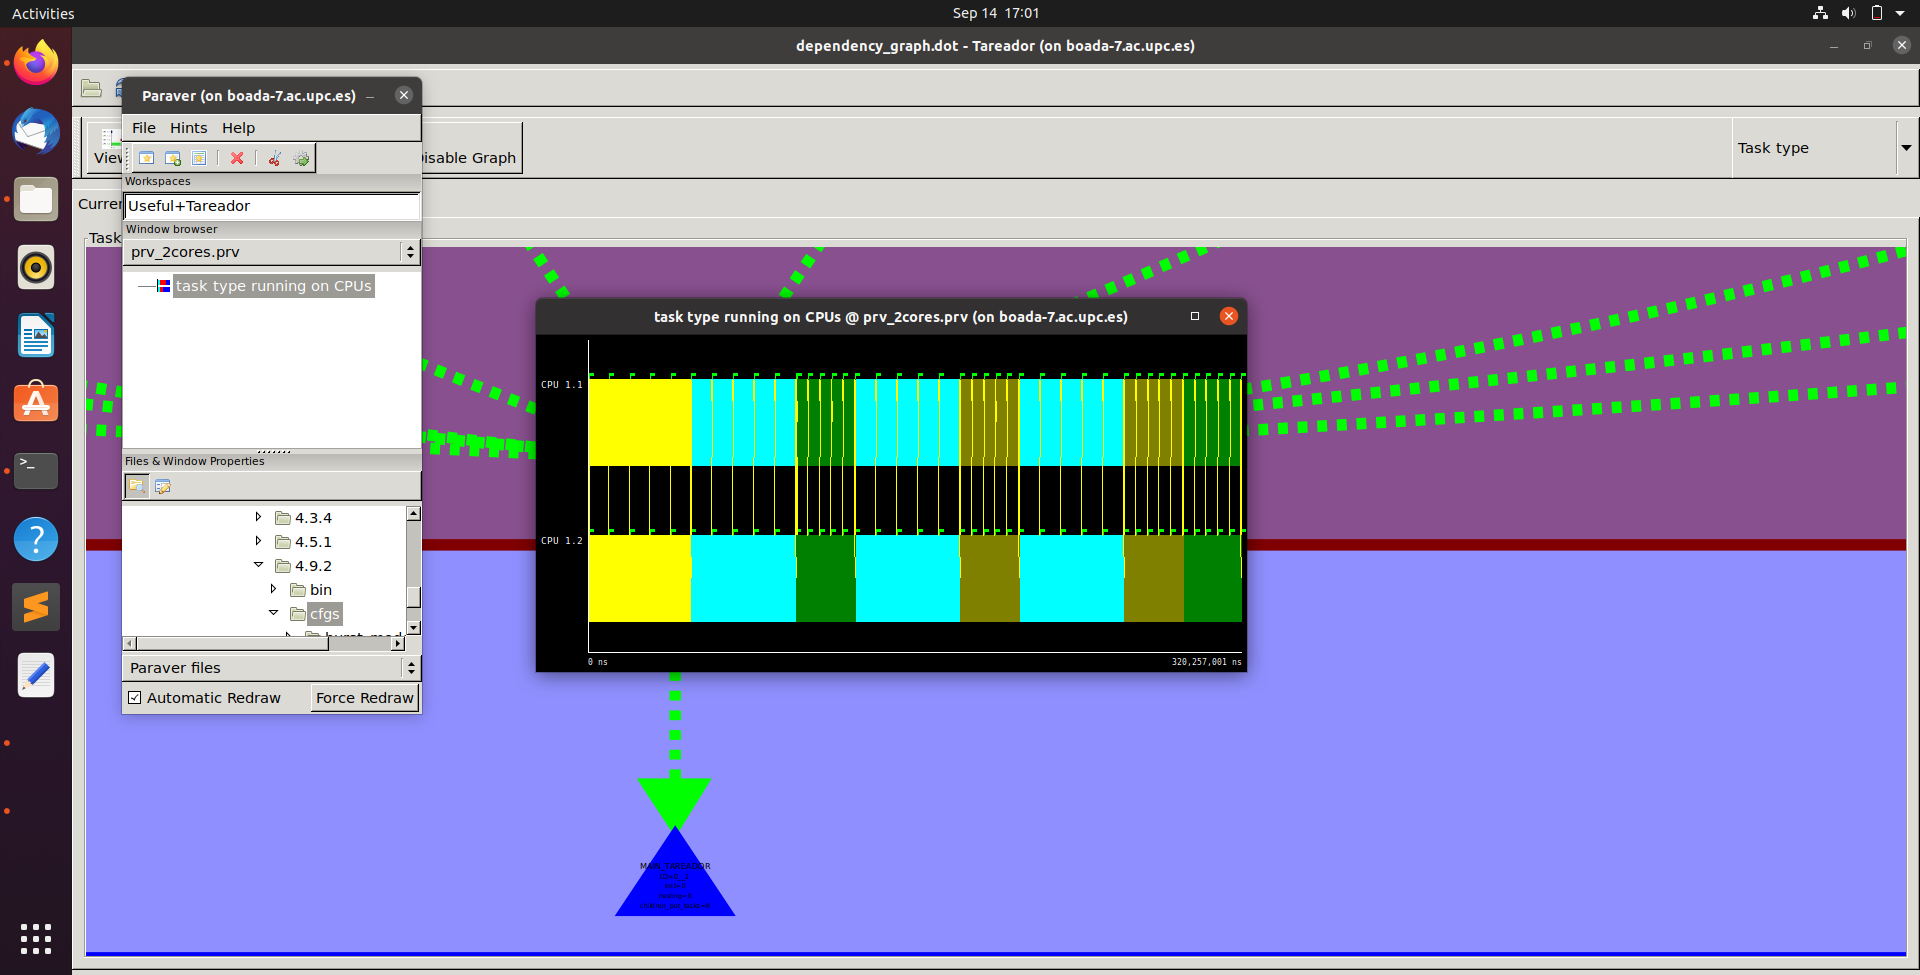 Activities
Sep 14 17:01
dependency_graph.dot - Tareador (on boada-7.ac.upc.es)
Paraver (on boada-7.ac.upc.es)
File Hints Help
View
Disable Graph
Task type
Workspaces
Useful+Tareador
Window browser
Task
prv_2cores.prv
task type running on CPUs
task type running on CPUs @ prv_2cores.prv (on boada-7.ac.upc.es)
CPU 1.1
CPU 1.2
0 ns
320,257,001 ns
Files & Window Properties
4.3.4
4.5.1
4.9.2
bin
cfgs
Paraver files
Automatic Redraw
Force Redraw
MAIN_TAREADOR